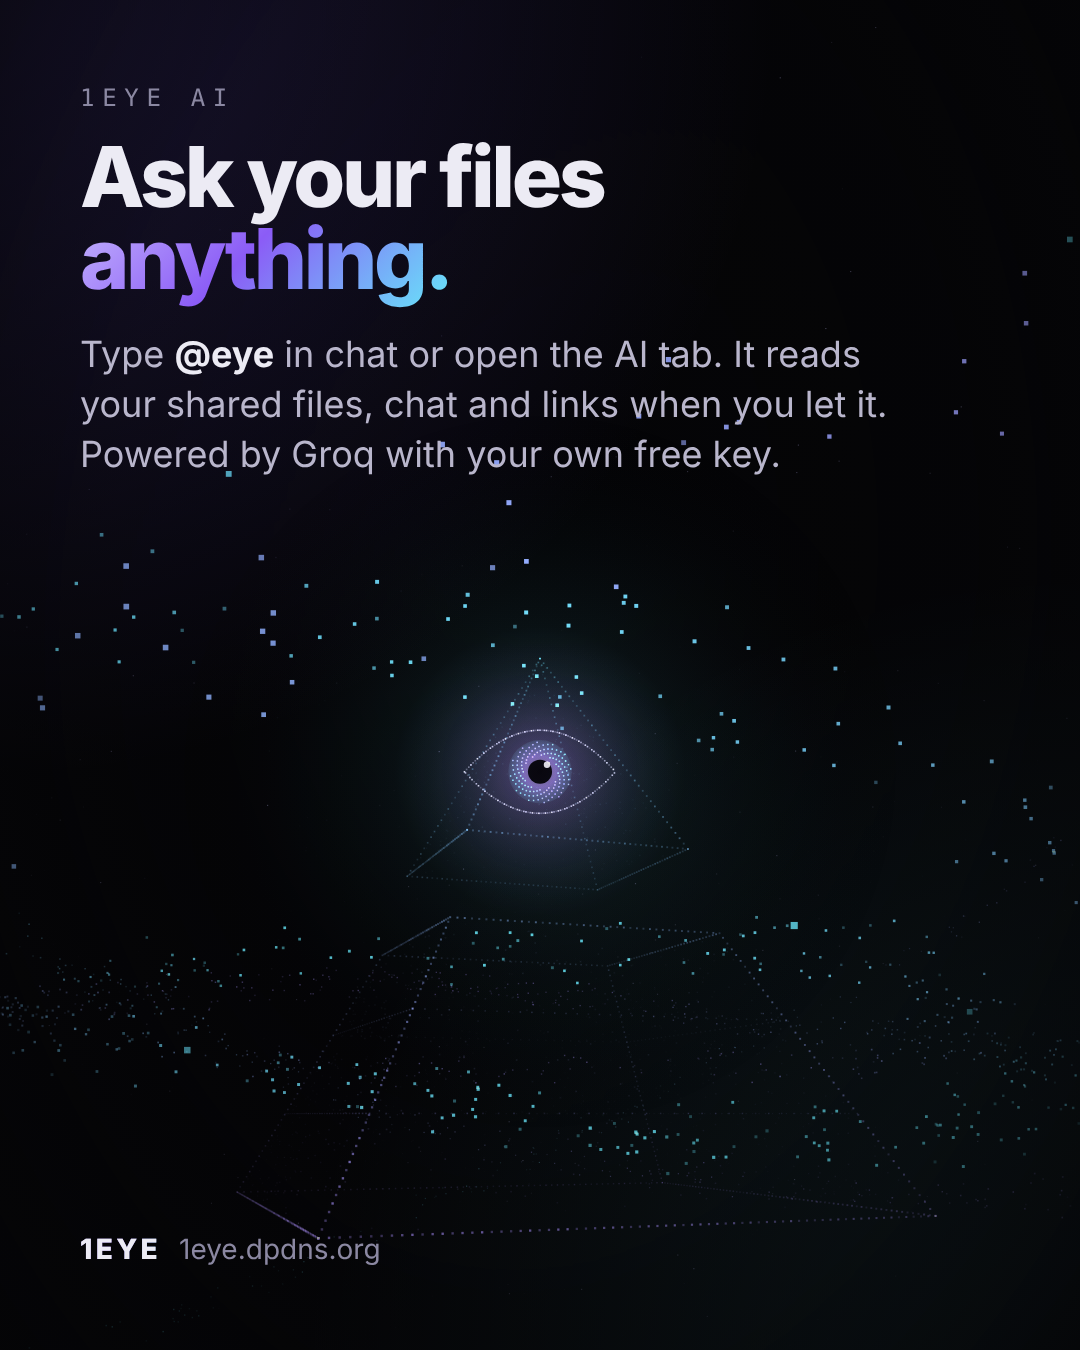 1EYE AI
Ask your files
anything.
Type @eye in chat or open the AI tab. It reads
your shared files, chat and links when you let it.
Powered by Groq with your own free key.
1EYE 1eye.dpdns.org